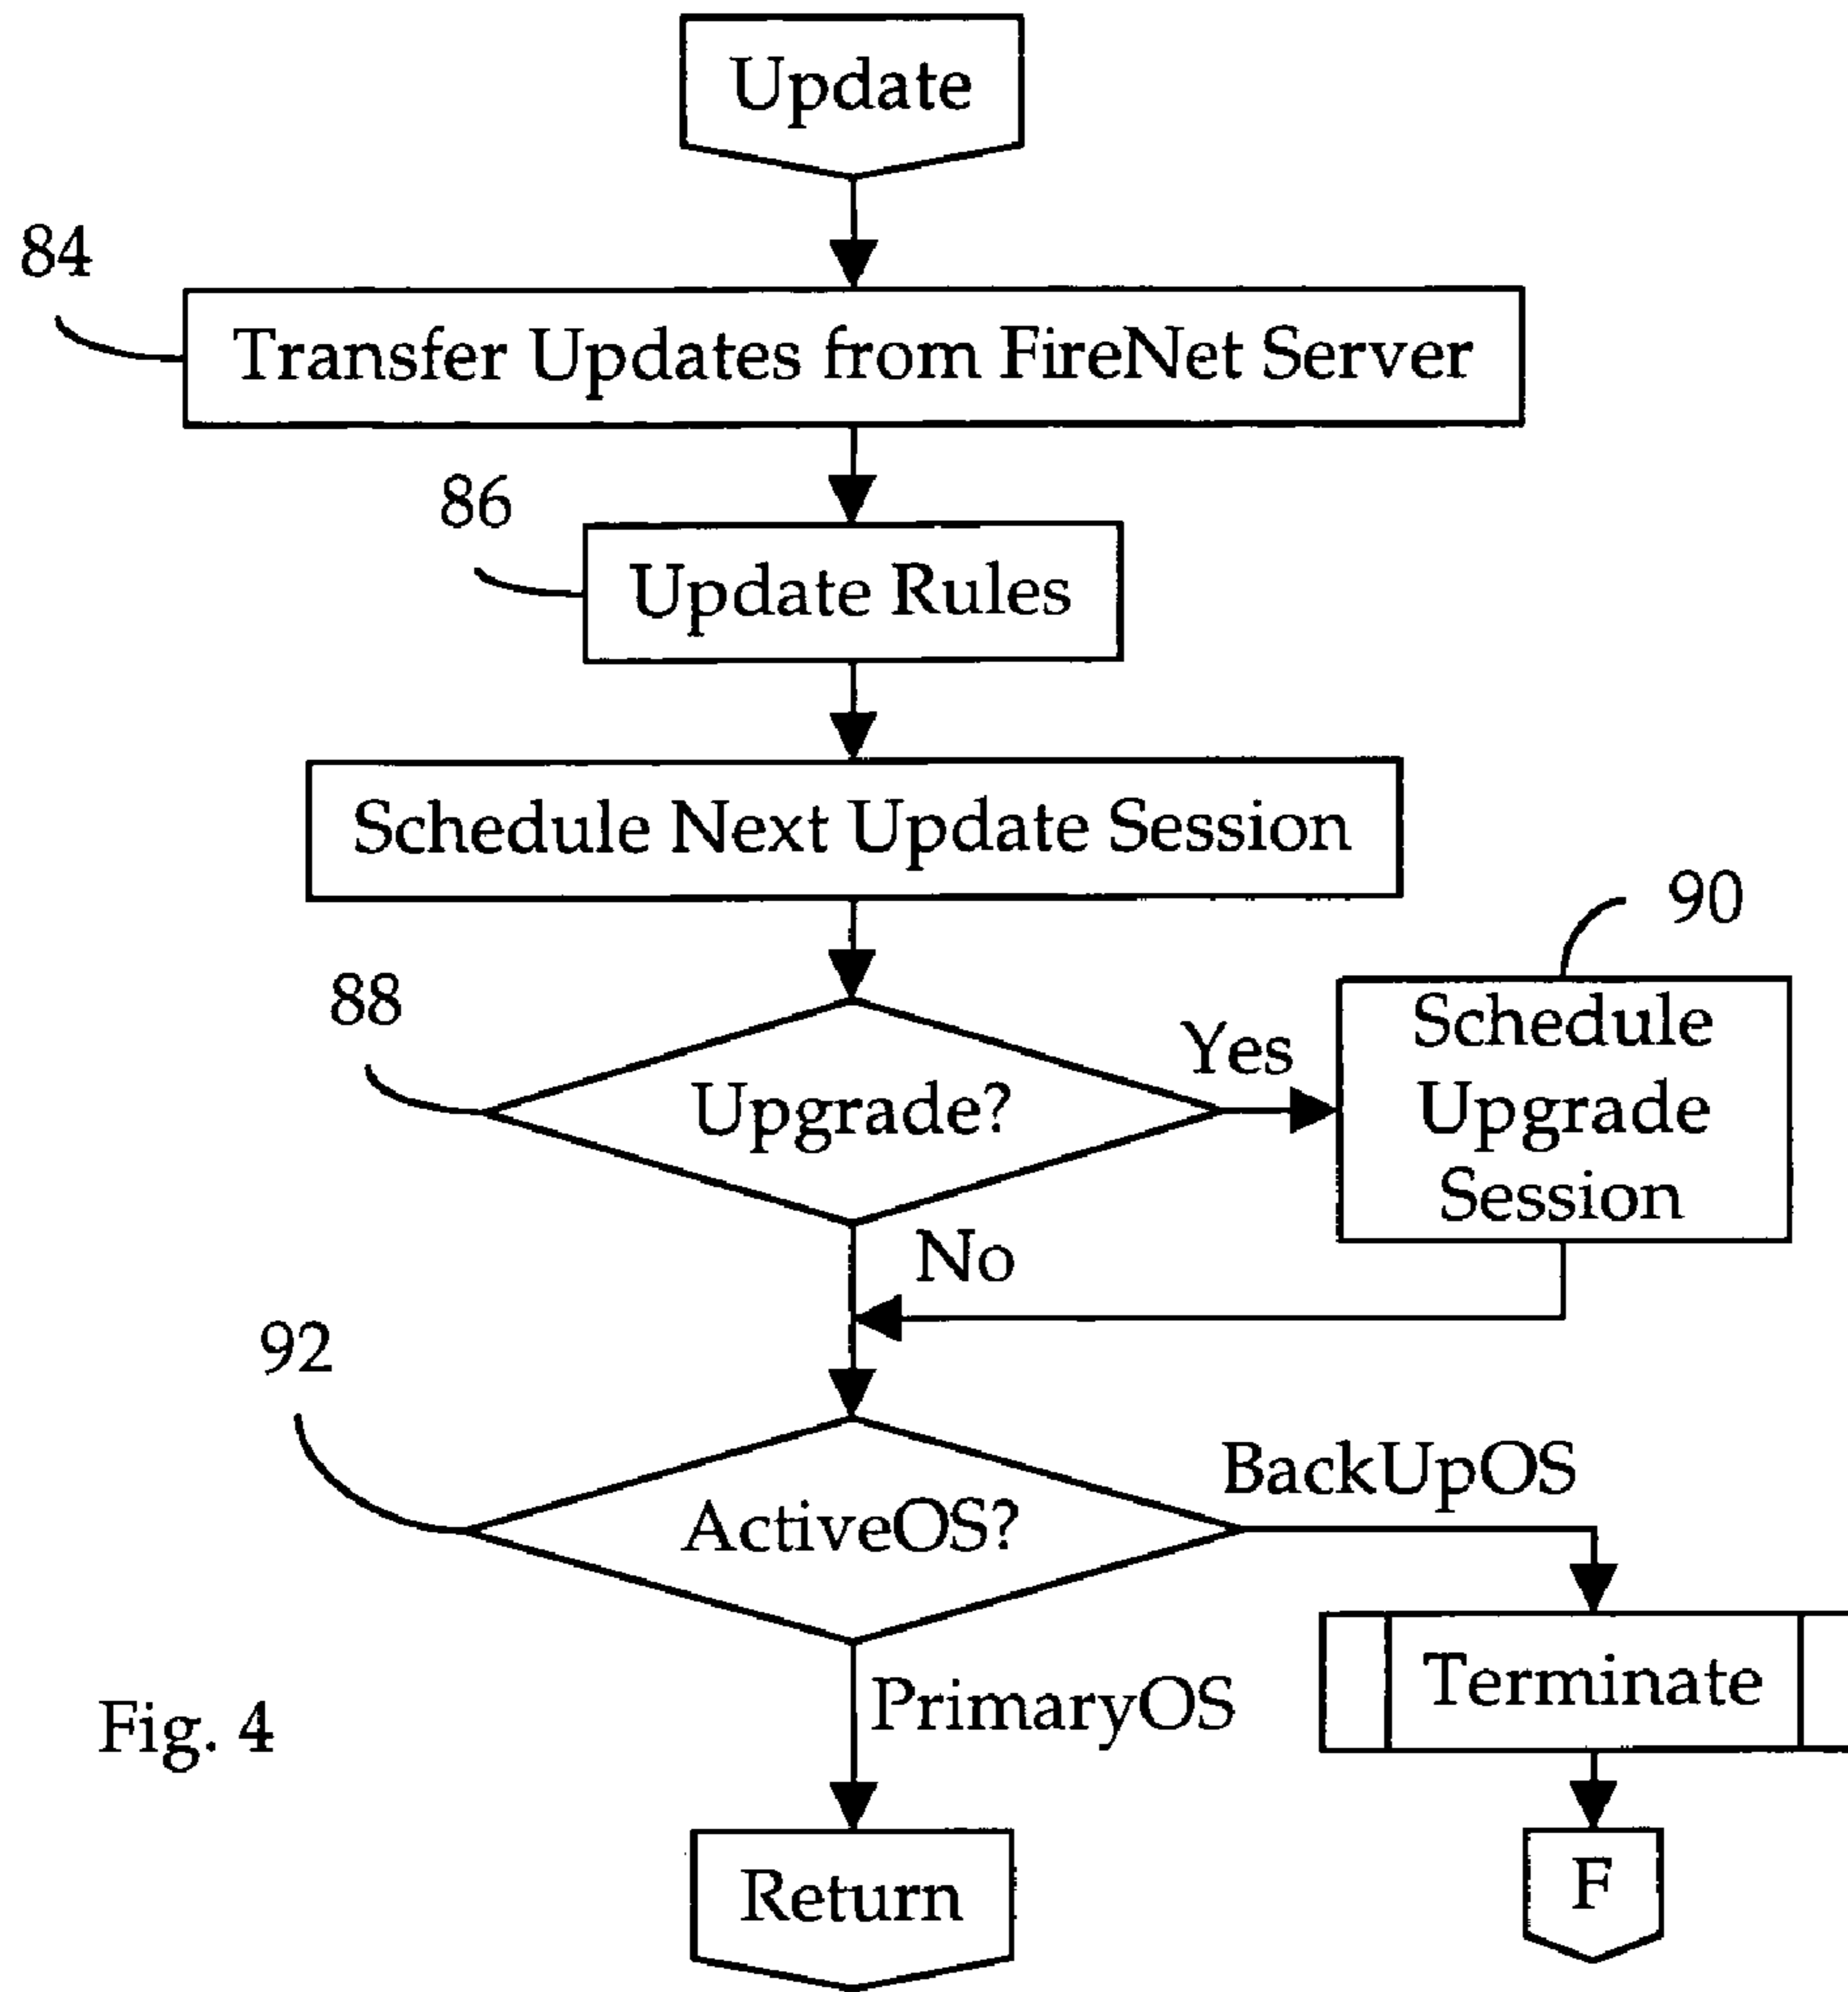 Update
84
Transfer Updates from FireNet Server
86
Update Rules
Schedule Next Update Session
90
88
Schedule
Upgrade
Session
Yes
Upgrade?
No
92
BackUpOS
ActiveOS?
Terminate
PrimaryOS
Fig. 4
Return
F